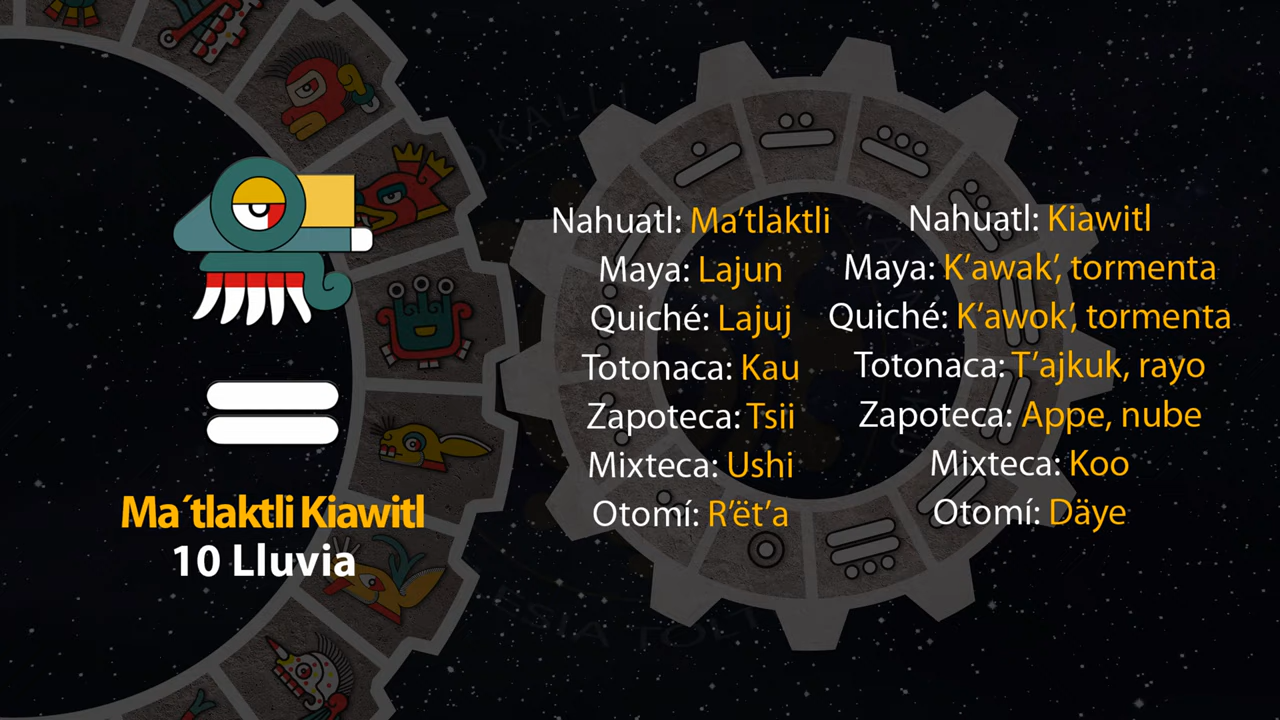 Ma´tlaktli Kiawitl
10 Lluvia
Nahuatl: Ma’tlaktli
Maya: Lajun
Quiché: Lajuj
Totonaca: Kau
Zapoteca: Tsii
Mixteca: Ushi
Otomí: R’ët’a
Nahuatl: Kiawitl
Maya: K’awak’, tormenta
Quiché: K’awok’, tormenta
Totonaca: T’ajkuk, rayo
Zapoteca: Appe, nube
Mixteca: Koo
Otomí: Däye